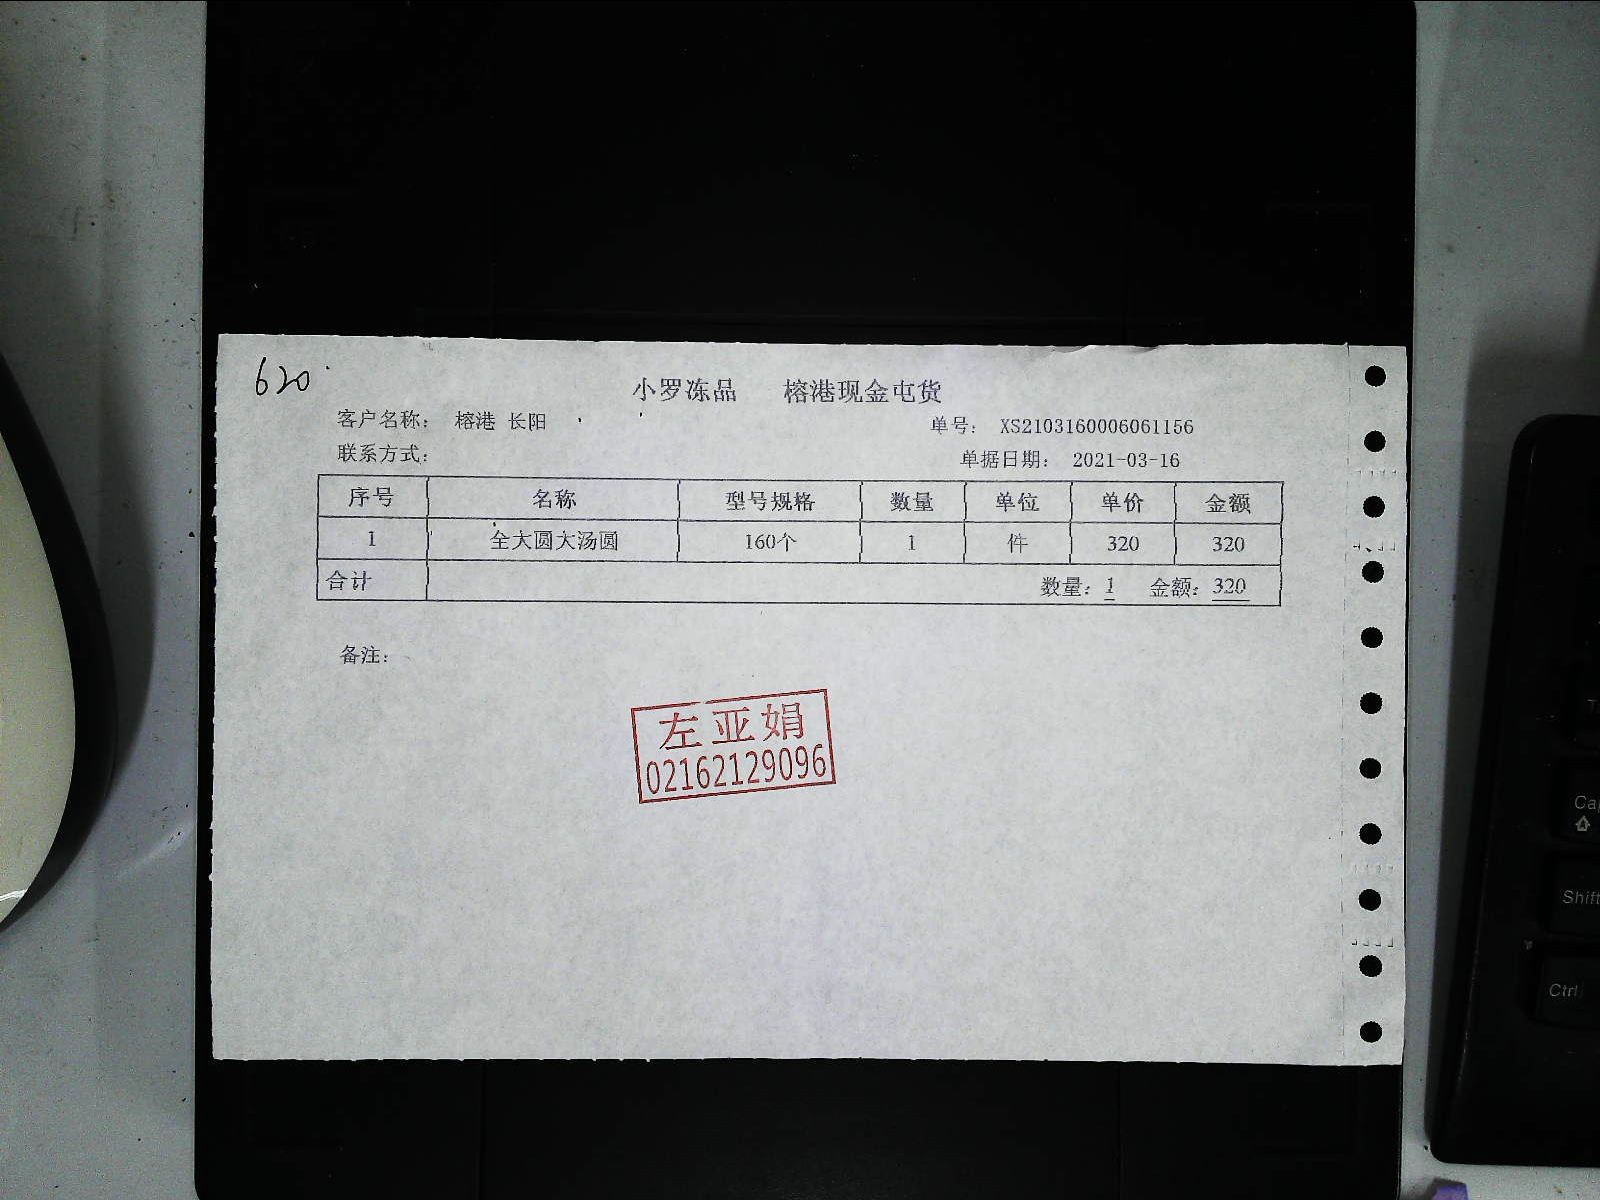 620
小罗冻品 榕港现金屯货
客户名称： 榕港 长阳 单号： XS2103160006061156
联系方式： 单据日期： 2021-03-16
序号 名称 型号规格 数量 单位 单价 金额
1 全大圆大汤圆 160个 1 件 320 320
合计 数量：1 金额：320
备注：
左亚娟
02162129096
Shift
Ctrl